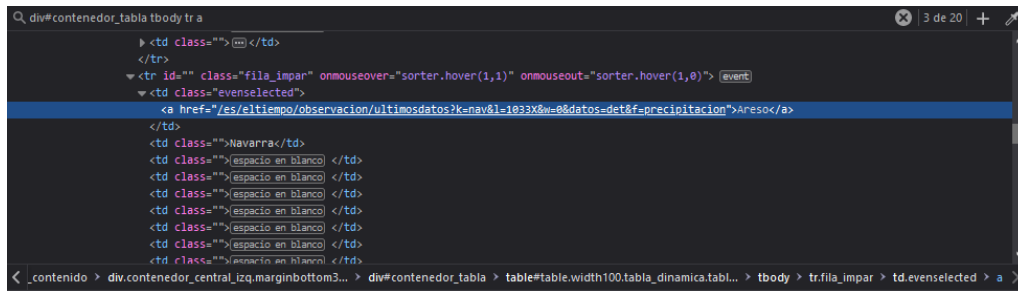 div#contenedor_tabla tbody tr a 3 de 20
<td class="">⋯</td>
</tr>
<tr id="" class="fila_impar" onmouseover="sorter.hover(1,1)" onmouseout="sorter.hover(1,0)"> event
<td class="evenselected">
<a href="/es/eltiempo/observacion/ultimosdatos?k=nav&l=1033X&w=0&datos=det&f=precipitacion">Areso</a>
</td>
<td class="">Navarra</td>
<td class="">espacio en blanco </td>
<td class="">espacio en blanco </td>
<td class="">espacio en blanco </td>
<td class="">espacio en blanco </td>
<td class="">espacio en blanco </td>
<td class="">espacio en blanco </td>
<td class="">espacio en blanco </td>
_contenido > div.contenedor_central_izq.marginbottom3... > div#contenedor_tabla > table#table.width100.tabla_dinamica.tabl... > tbody > tr.fila_impar > td.evenselected > a